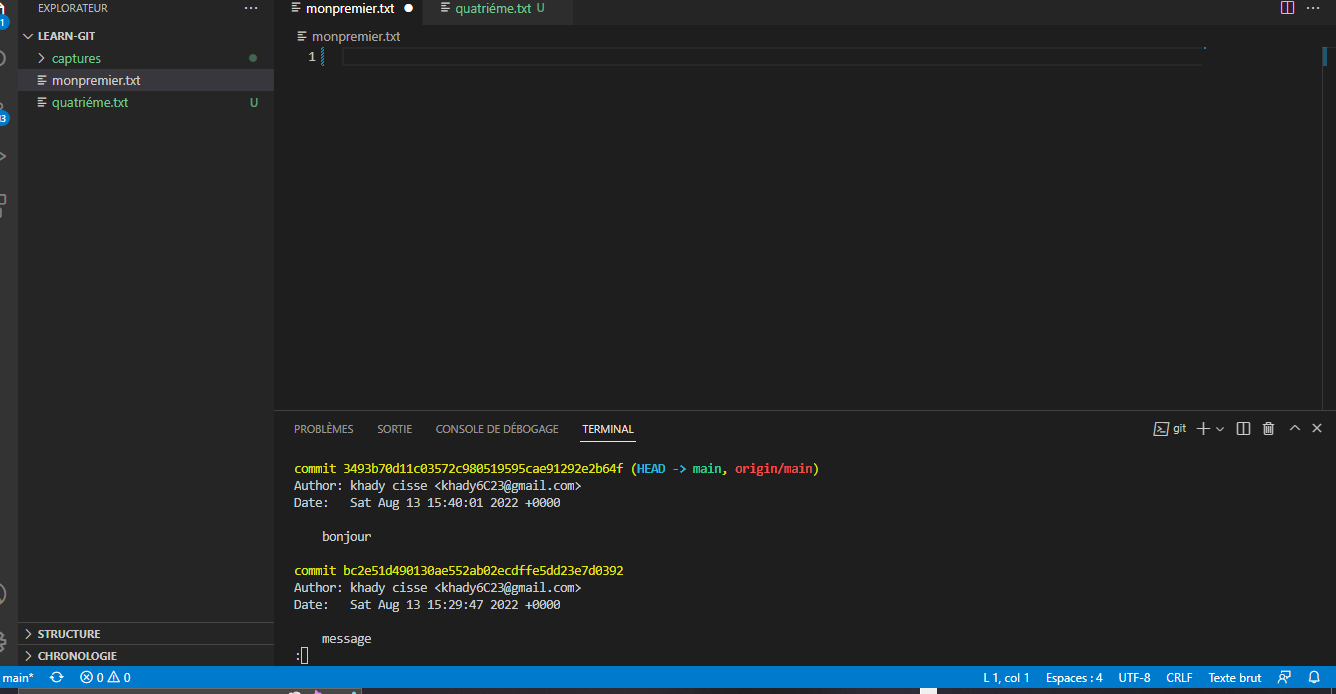 EXPLORATEUR
LEARN-GIT
captures
monpremier.txt
quatriéme.txt U
STRUCTURE
CHRONOLOGIE
monpremier.txt
quatriéme.txt U
monpremier.txt
1
PROBLÈMES SORTIE CONSOLE DE DÉBOGAGE TERMINAL
git
commit 3493b70d11c03572c980519595cae91292e2b64f (HEAD -> main, origin/main)
Author: khady cisse <khady6C23@gmail.com>
Date: Sat Aug 13 15:40:01 2022 +0000
bonjour
commit bc2e51d490130ae552ab02ecdffe5dd23e7d0392
Author: khady cisse <khady6C23@gmail.com>
Date: Sat Aug 13 15:29:47 2022 +0000
message
:
main* 0 0 L 1, col 1 Espaces : 4 UTF-8 CRLF Texte brut